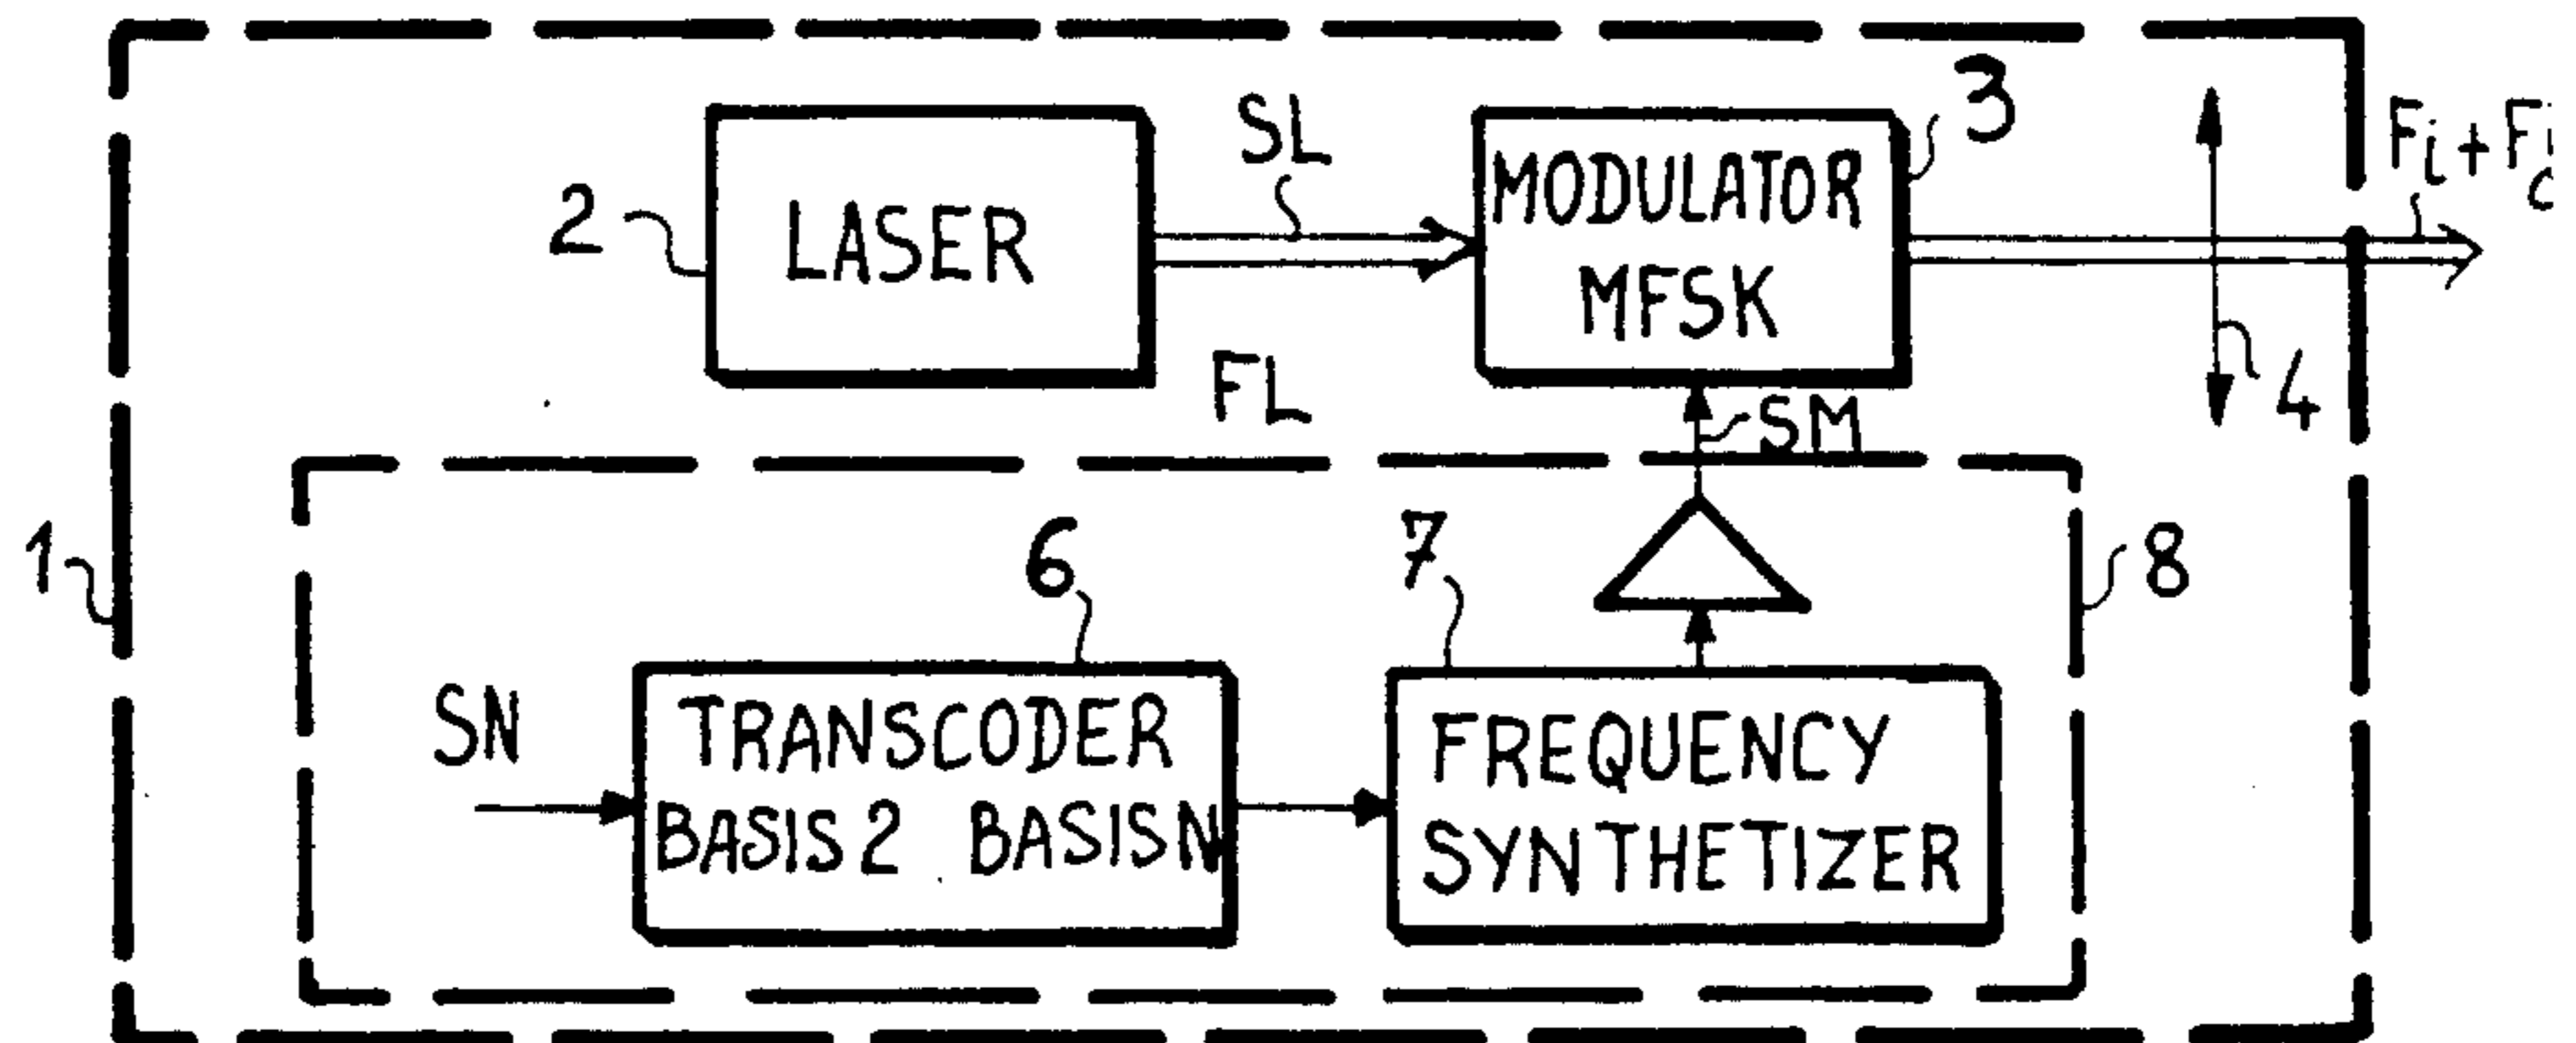 SL
3
Fi + F
2
LASER
MODULATOR
MFSK
FL
SM
4
1
6
7
8
SN
TRANSCODER
BASIS 2 BASIS N
FREQUENCY
SYNTHETIZER